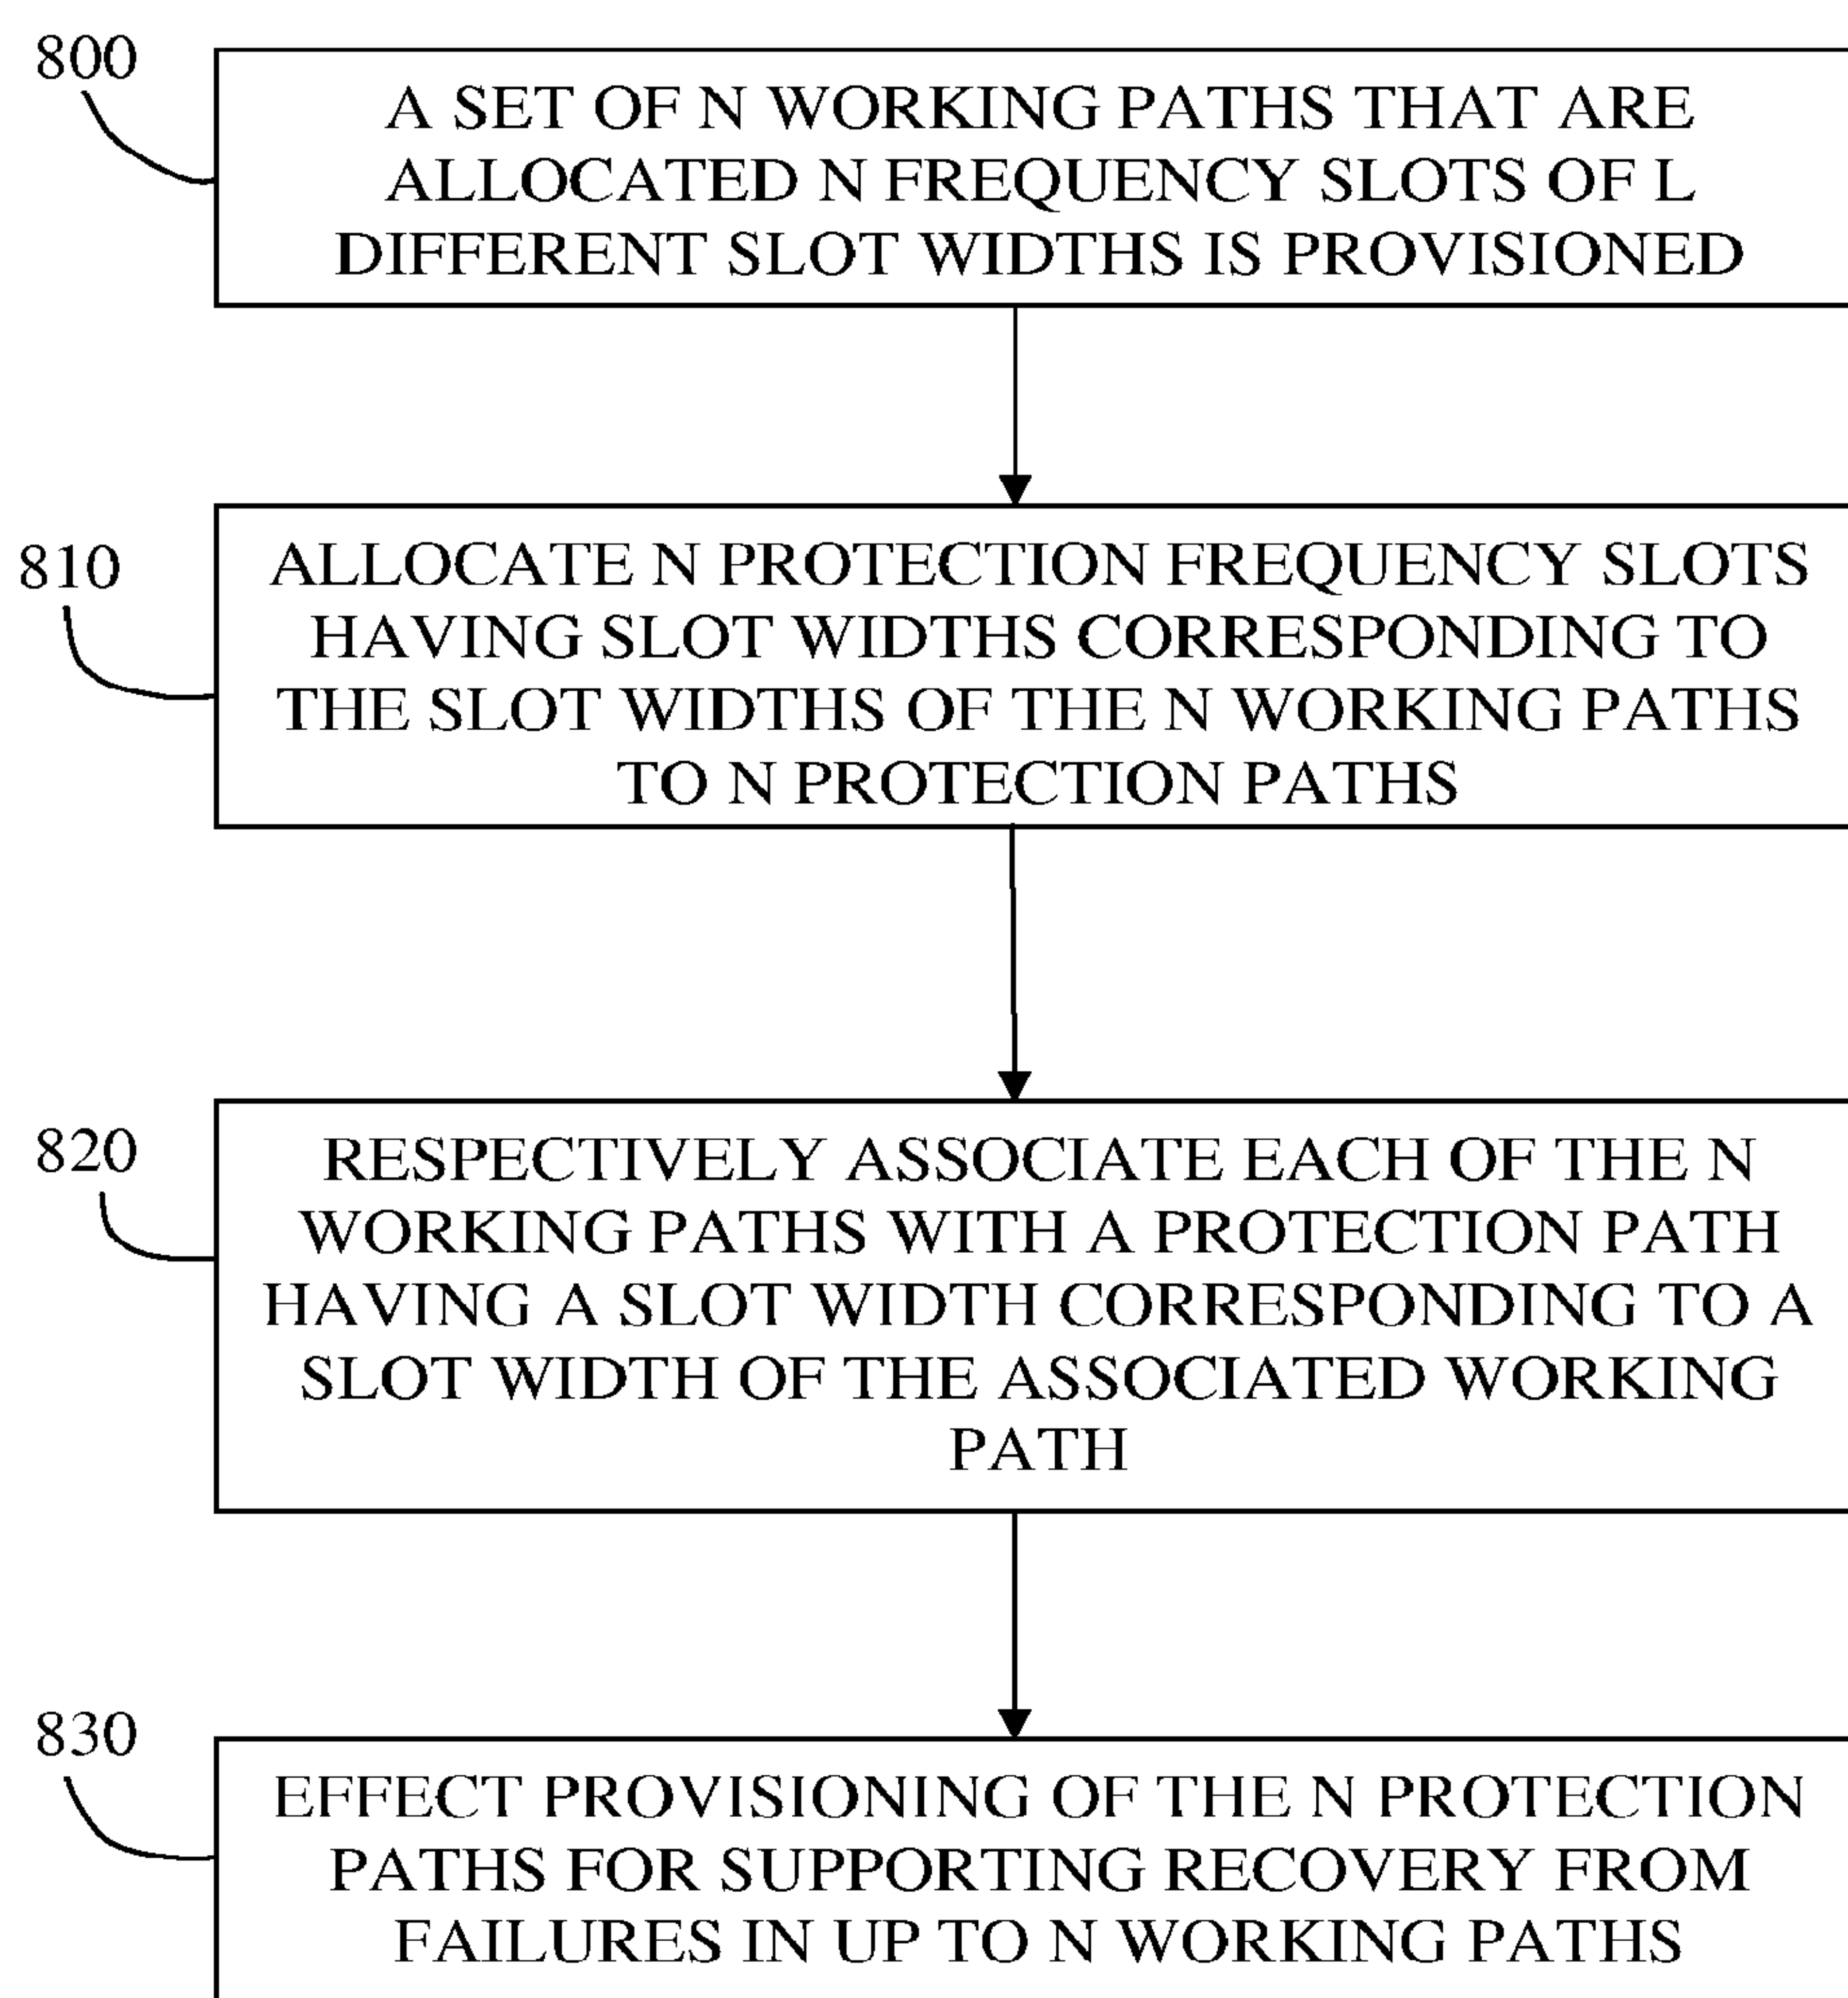 800
A SET OF N WORKING PATHS THAT ARE
ALLOCATED N FREQUENCY SLOTS OF L
DIFFERENT SLOT WIDTHS IS PROVISIONED
810
ALLOCATE N PROTECTION FREQUENCY SLOTS
HAVING SLOT WIDTHS CORRESPONDING TO
THE SLOT WIDTHS OF THE N WORKING PATHS
TO N PROTECTION PATHS
820
RESPECTIVELY ASSOCIATE EACH OF THE N
WORKING PATHS WITH A PROTECTION PATH
HAVING A SLOT WIDTH CORRESPONDING TO A
SLOT WIDTH OF THE ASSOCIATED WORKING
PATH
830
EFFECT PROVISIONING OF THE N PROTECTION
PATHS FOR SUPPORTING RECOVERY FROM
FAILURES IN UP TO N WORKING PATHS